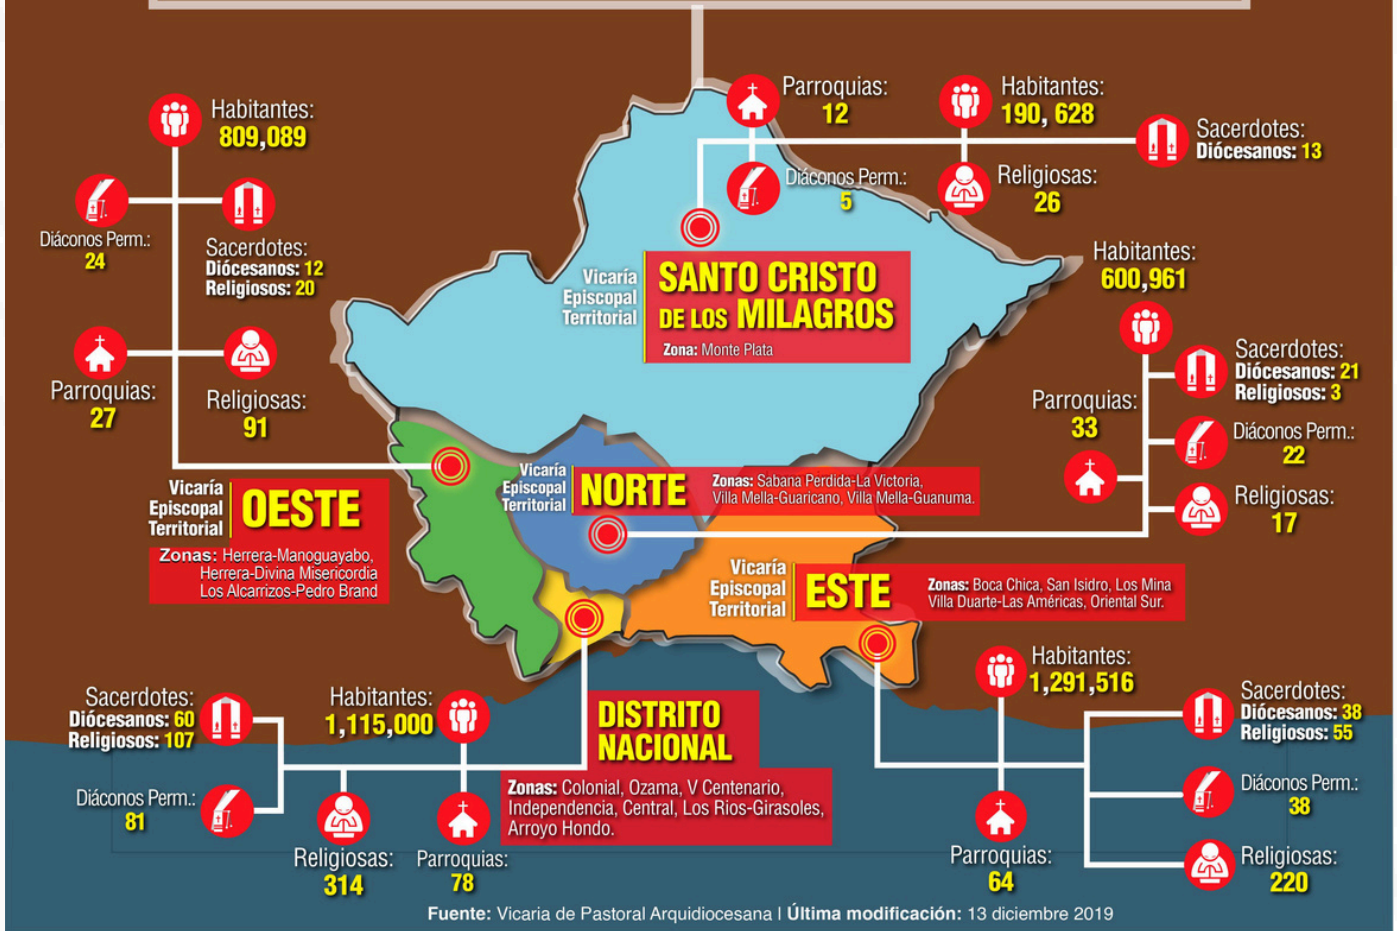 Parroquias:
12
Habitantes:
190, 628
Sacerdotes:
Diócesanos: 13
Diáconos Perm.:
5
Religiosas:
26
Vicaría
Episcopal
Territorial
SANTO CRISTO
DE LOS MILAGROS
Zona: Monte Plata
Habitantes:
809,089
Diáconos Perm.:
24
Sacerdotes:
Diócesanos: 12
Religiosos: 20
Parroquias:
27
Religiosas:
91
Vicaría
Episcopal
Territorial
OESTE
Zonas: Herrera-Manoguayabo,
Herrera-Divina Misericordia
Los Alcarrizos-Pedro Brand
Habitantes:
600,961
Sacerdotes:
Diócesanos: 21
Religiosos: 3
Parroquias:
33
Diáconos Perm.:
22
Religiosas:
17
Vicaría
Episcopal
Territorial
NORTE
Zonas: Sabana Perdida-La Victoria,
Villa Mella-Guaricano, Villa Mella-Guanuma.
Vicaría
Episcopal
Territorial
ESTE
Zonas: Boca Chica, San Isidro, Los Mina
Villa Duarte-Las Américas, Oriental Sur.
Habitantes:
1,291,516
Sacerdotes:
Diócesanos: 38
Religiosos: 55
Diáconos Perm.:
38
Parroquias:
64
Religiosas:
220
Sacerdotes:
Diócesanos: 60
Religiosos: 107
Habitantes:
1,115,000
Diáconos Perm.:
81
Religiosas:
314
Parroquias:
78
DISTRITO
NACIONAL
Zonas: Colonial, Ozama, V Centenario,
Independencia, Central, Los Rios-Girasoles,
Arroyo Hondo.
Fuente: Vicaria de Pastoral Arquidiocesana I Última modificación: 13 diciembre 2019